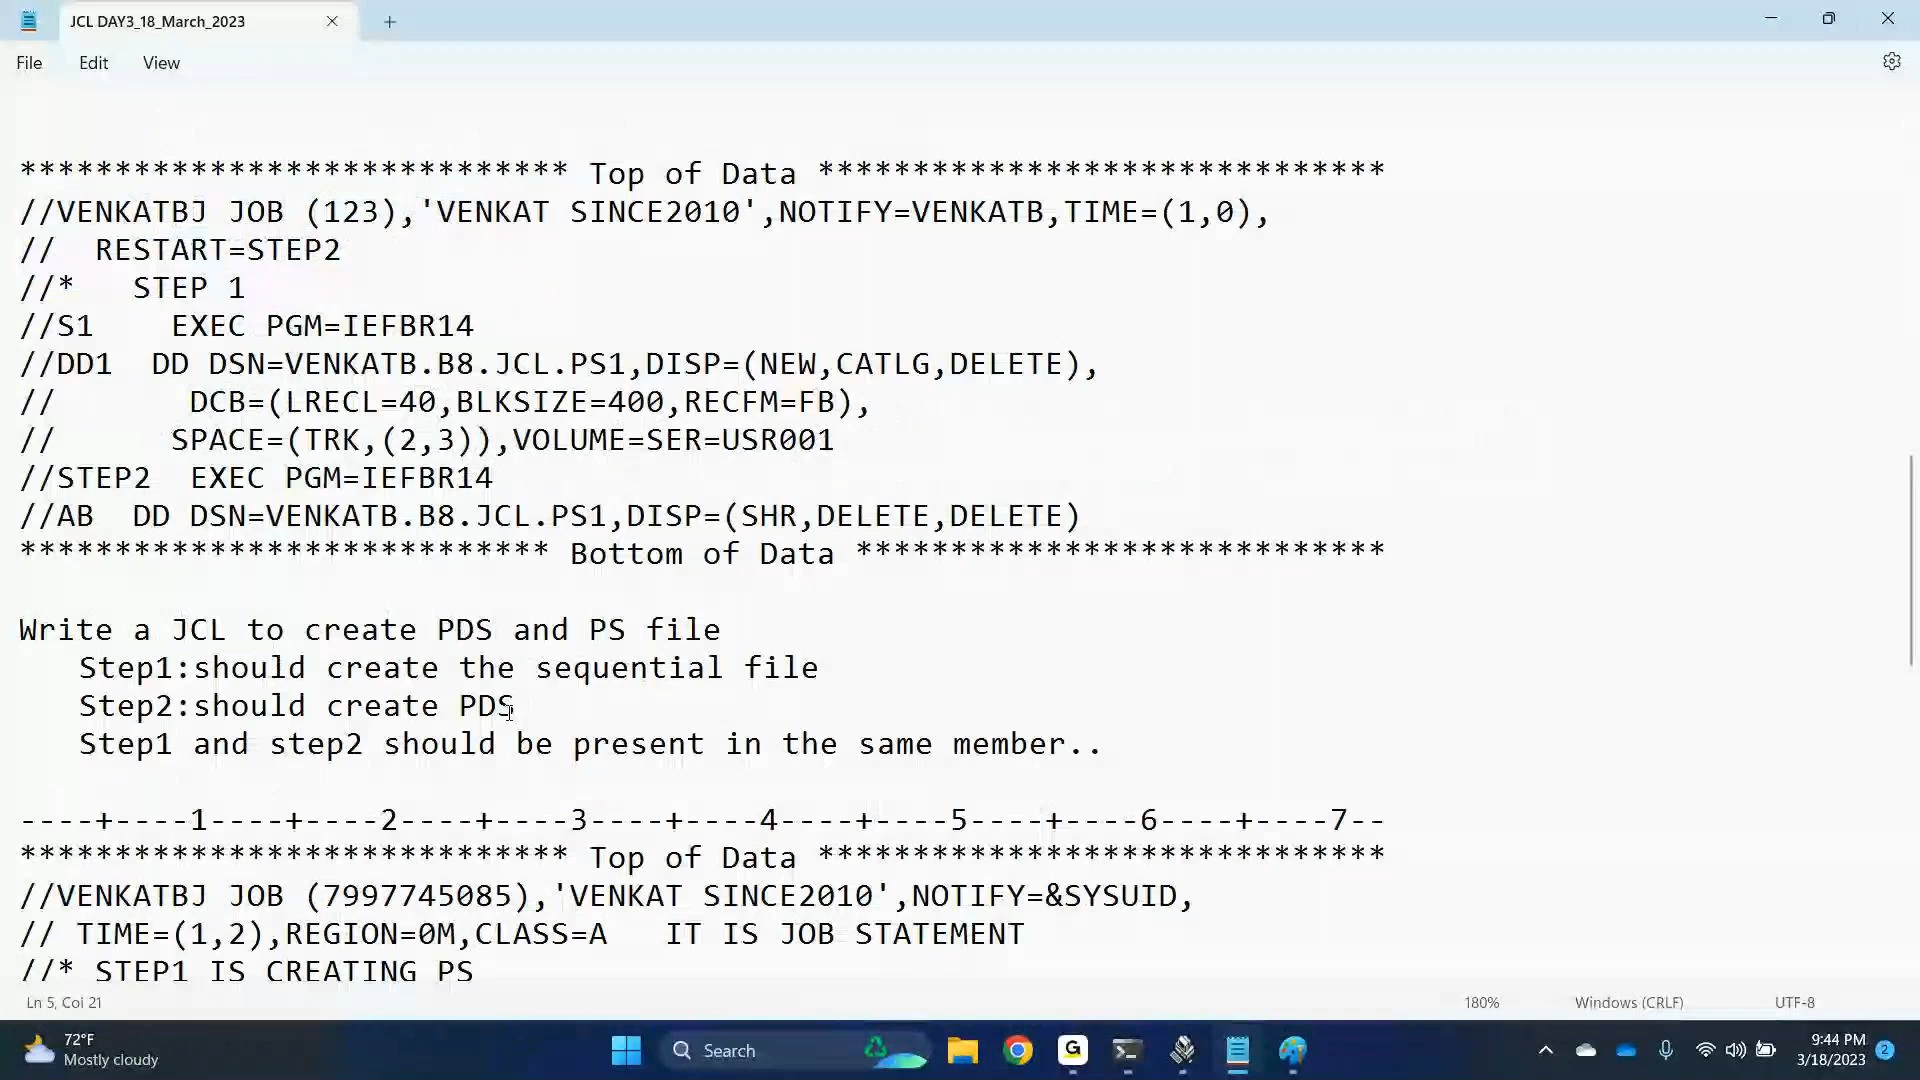 JCL DAY3_18_March_2023
File Edit View
***************************** Top of Data ******************************
//VENKATBJ JOB (123),'VENKAT SINCE2010',NOTIFY=VENKATB,TIME=(1,0),
//  RESTART=STEP2
//*   STEP 1
//S1    EXEC PGM=IEFBR14
//DD1  DD DSN=VENKATB.B8.JCL.PS1,DISP=(NEW,CATLG,DELETE),
//       DCB=(LRECL=40,BLKSIZE=400,RECFM=FB),
//      SPACE=(TRK,(2,3)),VOLUME=SER=USR001
//STEP2  EXEC PGM=IEFBR14
//AB  DD DSN=VENKATB.B8.JCL.PS1,DISP=(SHR,DELETE,DELETE)
**************************** Bottom of Data ****************************
Write a JCL to create PDS and PS file
Step1:should create the sequential file
Step2:should create PDS
Step1 and step2 should be present in the same member..
----+----1----+----2----+----3----+----4----+----5----+----6----+----7--
***************************** Top of Data ******************************
//VENKATBJ JOB (7997745085),'VENKAT SINCE2010',NOTIFY=&SYSUID,
// TIME=(1,2),REGION=0M,CLASS=A   IT IS JOB STATEMENT
//* STEP1 IS CREATING PS
Ln 5, Col 21 180% Windows (CRLF) UTF-8
72°F
Mostly cloudy
Search
G
9:44 PM
3/18/2023
2